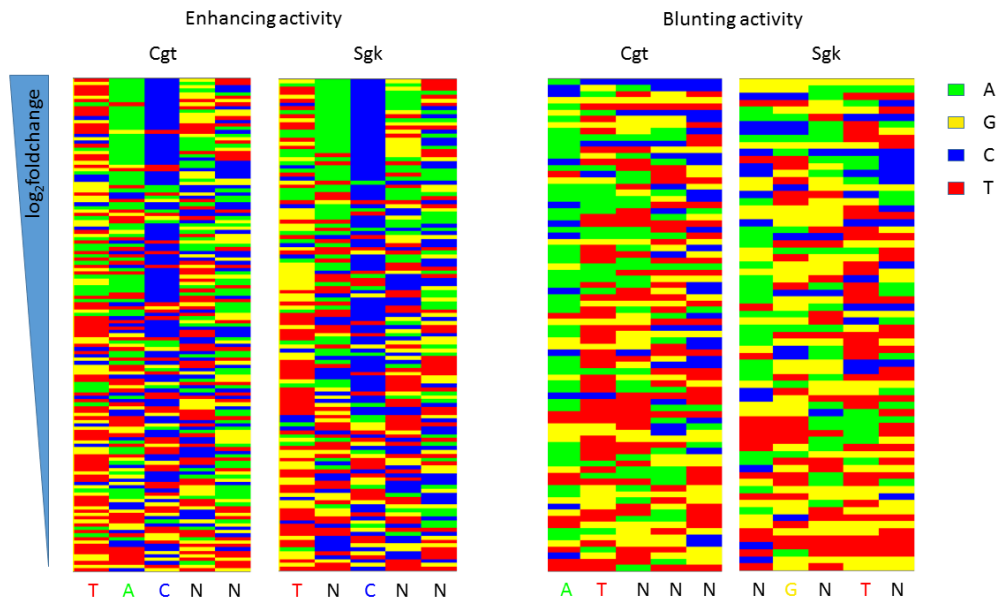 Enhancing activity
Blunting activity
Cgt
Sgk
Cgt
Sgk
log₂foldchange
A
G
C
T
T A C N N
T N C N N
A T N N N
N G N T N